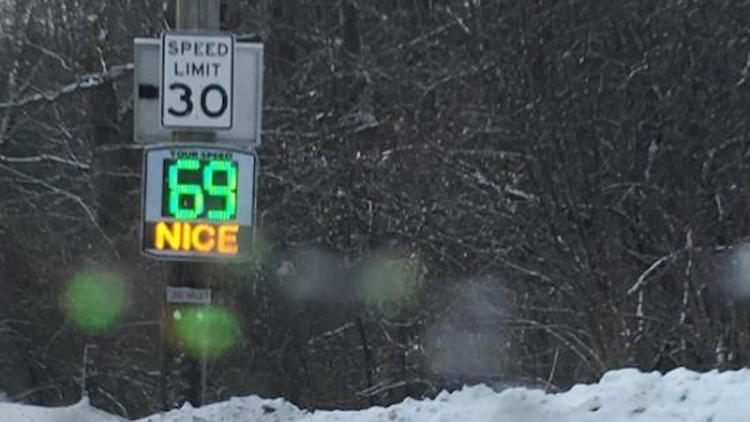 SPEED
LIMIT
30
YOUR SPEED
69
NICE